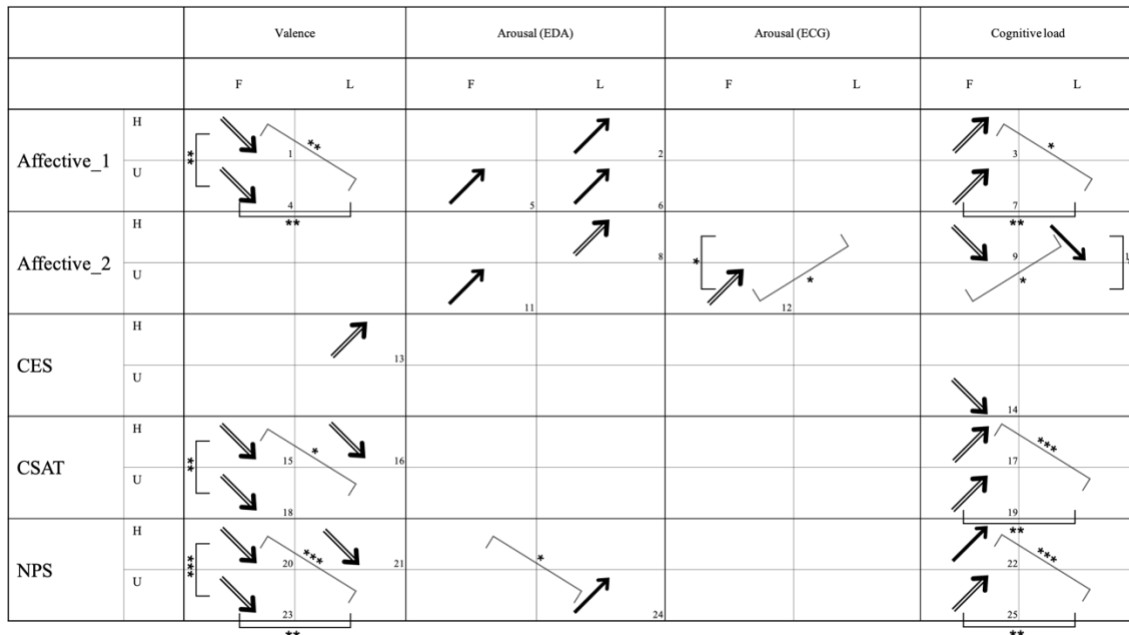 Valence Arousal (EDA) Arousal (ECG) Cognitive load
F L F L F L F L
H ** 2 *
Affective_1 ** 1 3
U 4 5 6 7
** **
H 8
Affective_2 * * 9 *
U 11 12
H 13
CES
U 14
H * ***
CSAT ** 15 16 17
U 18 19
**
H *** * ***
NPS *** 20 21 22
U 23 24 25
** **